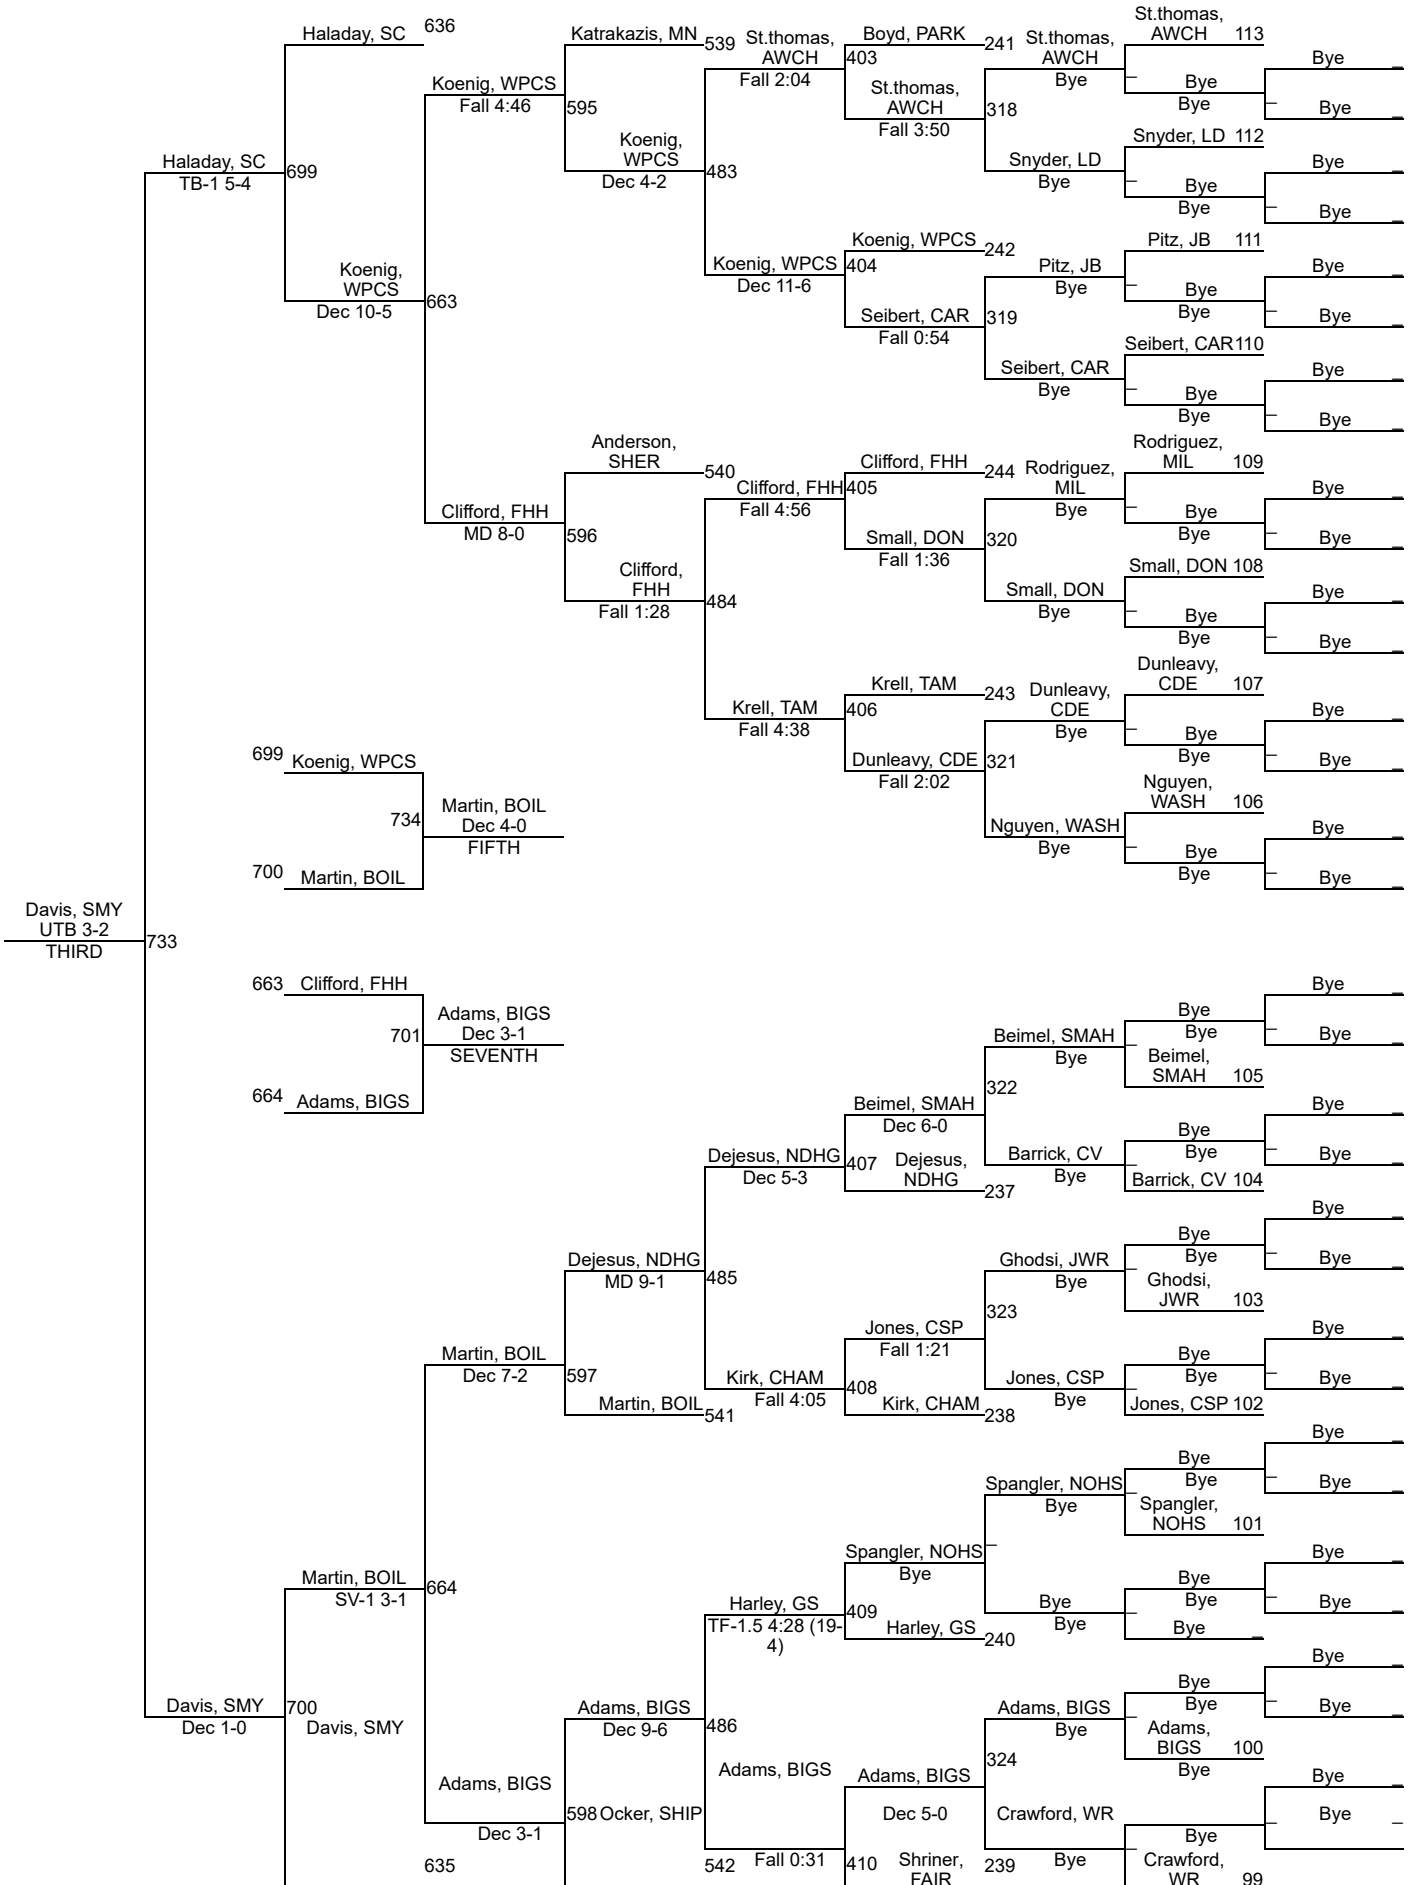 Haladay, SC 636
Katrakazis, MN 539
Koenig, WPCS
Fall 4:46
595
Koenig,
WPCS
Dec 4-2
St.thomas,
AWCH
Fall 2:04
403
Boyd, PARK 241
St.thomas,
AWCH
Fall 3:50
318
St.thomas,
AWCH
Bye
St.thomas,
AWCH 113
_
Bye
Bye
Bye _
_
Bye _
Snyder, LD
Bye
Snyder, LD 112
_
Bye
Bye
Bye _
_
Bye _
483
Haladay, SC
TB-1 5-4
699
Koenig,
WPCS
Dec 10-5
663
Koenig, WPCS
Dec 11-6
404
Koenig, WPCS 242
Seibert, CAR
Fall 0:54
319
Pitz, JB
Bye
Pitz, JB 111
_
Bye
Bye
Bye _
_
Bye _
Seibert, CAR
Bye
Seibert, CAR 110
_
Bye
Bye
Bye _
_
Bye _
Anderson,
SHER 540
Clifford, FHH
MD 8-0
596
Clifford,
FHH
Fall 1:28
484
Clifford, FHH
Fall 4:56
405
Clifford, FHH 244
Small, DON
Fall 1:36
320
Rodriguez,
MIL
Bye
Rodriguez,
MIL 109
_
Bye
Bye
Bye _
_
Bye _
Small, DON
Bye
Small, DON 108
_
Bye
Bye
Bye _
_
Bye _
Krell, TAM
Fall 4:38
406
Krell, TAM 243
Dunleavy, CDE
Fall 2:02
321
Dunleavy,
CDE
Bye
Dunleavy,
CDE 107
_
Bye
Bye
Bye _
_
Bye _
Nguyen, WASH
Bye
Nguyen,
WASH 106
_
Bye
Bye
Bye _
_
Bye _
699 Koenig, WPCS
734
Martin, BOIL
Dec 4-0
FIFTH
700 Martin, BOIL
Davis, SMY
UTB 3-2
THIRD
733
663 Clifford, FHH
701
Adams, BIGS
Dec 3-1
SEVENTH
664 Adams, BIGS
Bye _
_
Bye _
Bye
Bye
_
Beimel,
SMAH 105
Beimel, SMAH
Bye
322
Beimel, SMAH
Dec 6-0
Bye _
_
Bye _
Bye
Bye
_
Barrick, CV 104
Barrick, CV
Bye
Dejesus, NDHG
Dec 5-3
407
Dejesus,
NDHG 237
Bye _
_
Bye _
Bye
Bye
_
Ghodsi,
JWR 103
Ghodsi, JWR
Bye
323
Dejesus, NDHG
MD 9-1
485
Jones, CSP
Fall 1:21
Bye _
_
Bye _
Bye
Bye
_
Jones, CSP 102
Jones, CSP
Bye
Kirk, CHAM
Fall 4:05
408
Kirk, CHAM 238
Martin, BOIL
Dec 7-2
597
Martin, BOIL 541
Bye _
_
Bye _
Bye
Bye
_
Spangler,
NOHS 101
Spangler, NOHS
Bye
_
Spangler, NOHS
Bye
Bye _
_
Bye _
Bye
Bye
_
Bye _
Bye
Bye
Harley, GS
TF-1.5 4:28 (19-
4)
409
Harley, GS 240
Martin, BOIL
SV-1 3-1
664
Bye _
_
Bye _
Bye
Bye
_
Adams,
BIGS 100
Bye
Adams, BIGS
Bye
324
Adams, BIGS
Dec 9-6
486
Davis, SMY
Dec 1-0
700
Davis, SMY
Adams, BIGS
Adams, BIGS
Dec 5-0
Crawford, WR
Bye _
_
Bye _
Bye
Adams, BIGS
Dec 3-1
598 Ocker, SHIP
635
542
Fall 0:31
410
Shriner,
FAIR
239
Bye
Crawford,
WR 99